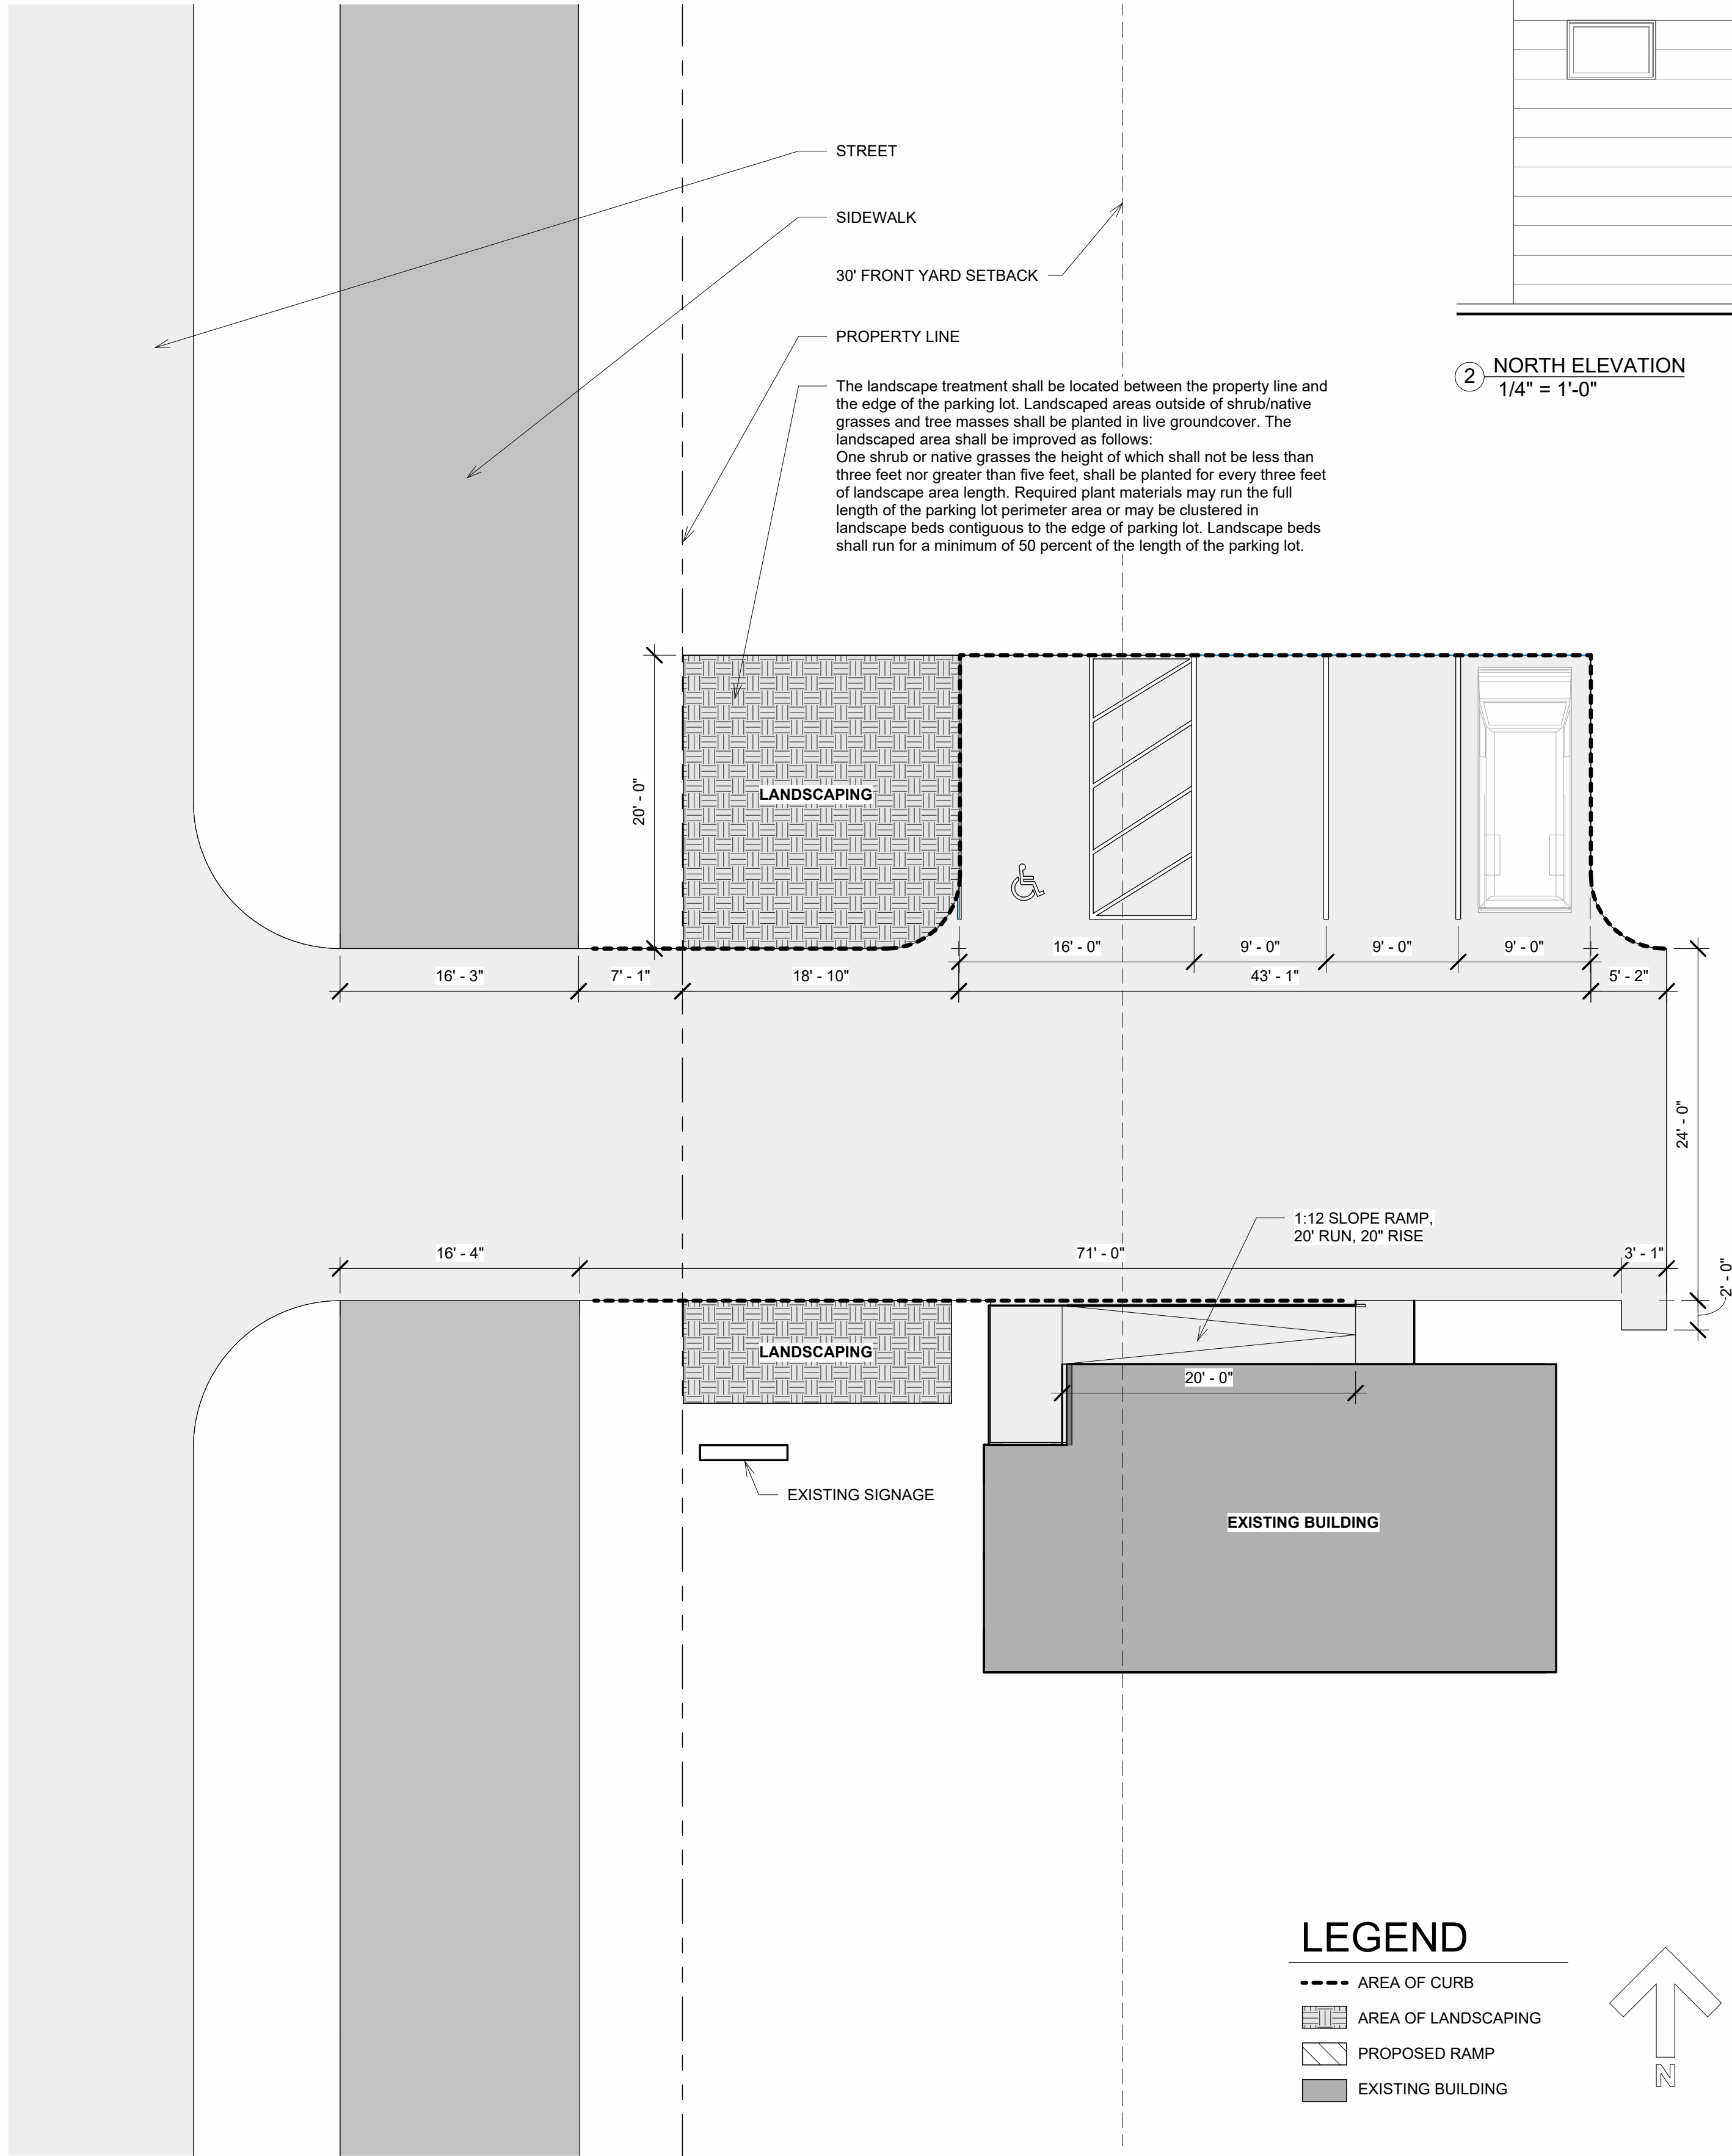 STREET
SIDEWALK
30' FRONT YARD SETBACK
PROPERTY LINE
2 NORTH ELEVATION
1/4" = 1'-0"
The landscape treatment shall be located between the property line and
the edge of the parking lot. Landscaped areas outside of shrub/native
grasses and tree masses shall be planted in live groundcover. The
landscaped area shall be improved as follows:
One shrub or native grasses the height of which shall not be less than
three feet nor greater than five feet, shall be planted for every three feet
of landscape area length. Required plant materials may run the full
length of the parking lot perimeter area or may be clustered in
landscape beds contiguous to the edge of parking lot. Landscape beds
shall run for a minimum of 50 percent of the length of the parking lot.
20' - 0"
LANDSCAPING
16' - 0"
9' - 0"
9' - 0"
9' - 0"
16' - 3"
7' - 1"
18' - 10"
43' - 1"
5' - 2"
24' - 0"
1:12 SLOPE RAMP,
20' RUN, 20" RISE
16' - 4"
71' - 0"
3' - 1"
2' - 0"
LANDSCAPING
20' - 0"
EXISTING SIGNAGE
EXISTING BUILDING
LEGEND
AREA OF CURB
AREA OF LANDSCAPING
PROPOSED RAMP
EXISTING BUILDING
N